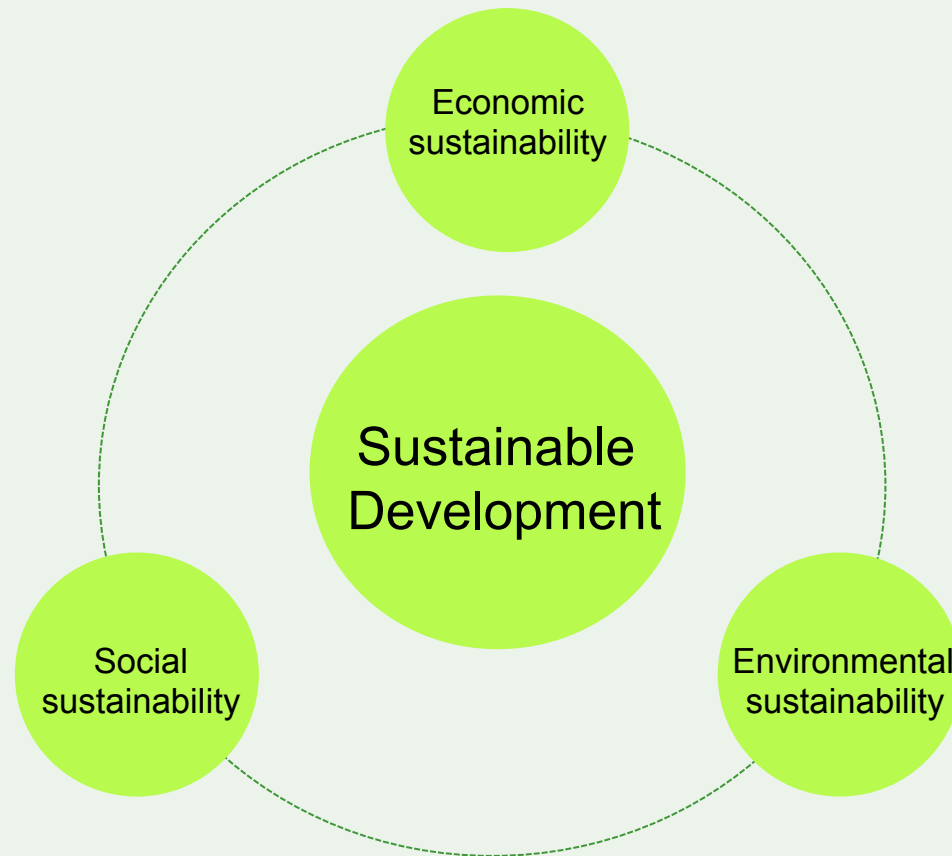 Economic
sustainability
Sustainable
Development
Social
sustainability
Environmental
sustainability